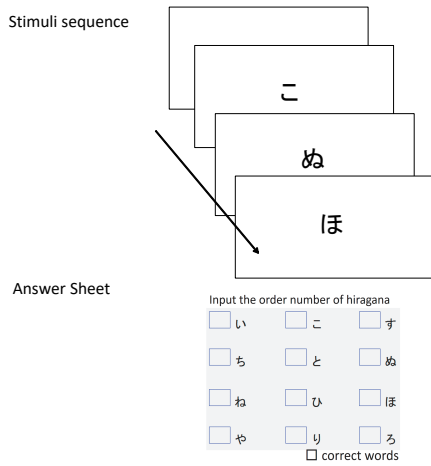 Stimuli sequence
こ
ぬ
ほ
Answer Sheet
Input the order number of hiragana
い こ す
ち と ぬ
ね ひ ほ
や り ろ
correct words